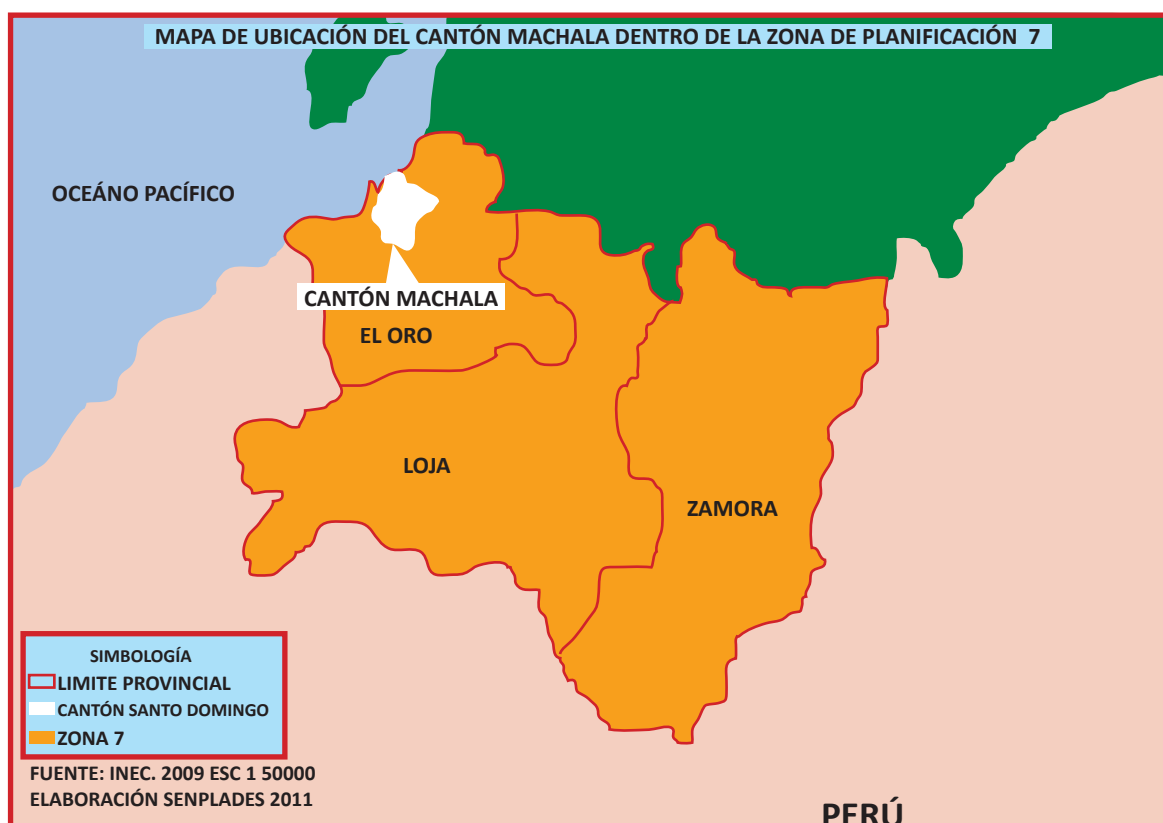 MAPA DE UBICACIÓN DEL CANTÓN MACHALA DENTRO DE LA ZONA DE PLANIFICACIÓN 7
OCEÁNO PACÍFICO
CANTÓN MACHALA
EL ORO
LOJA
ZAMORA
SIMBOLOGÍA
LIMITE PROVINCIAL
CANTÓN SANTO DOMINGO
ZONA 7
FUENTE: INEC. 2009 ESC 1 50000
ELABORACIÓN SENPLADES 2011
PERÚ